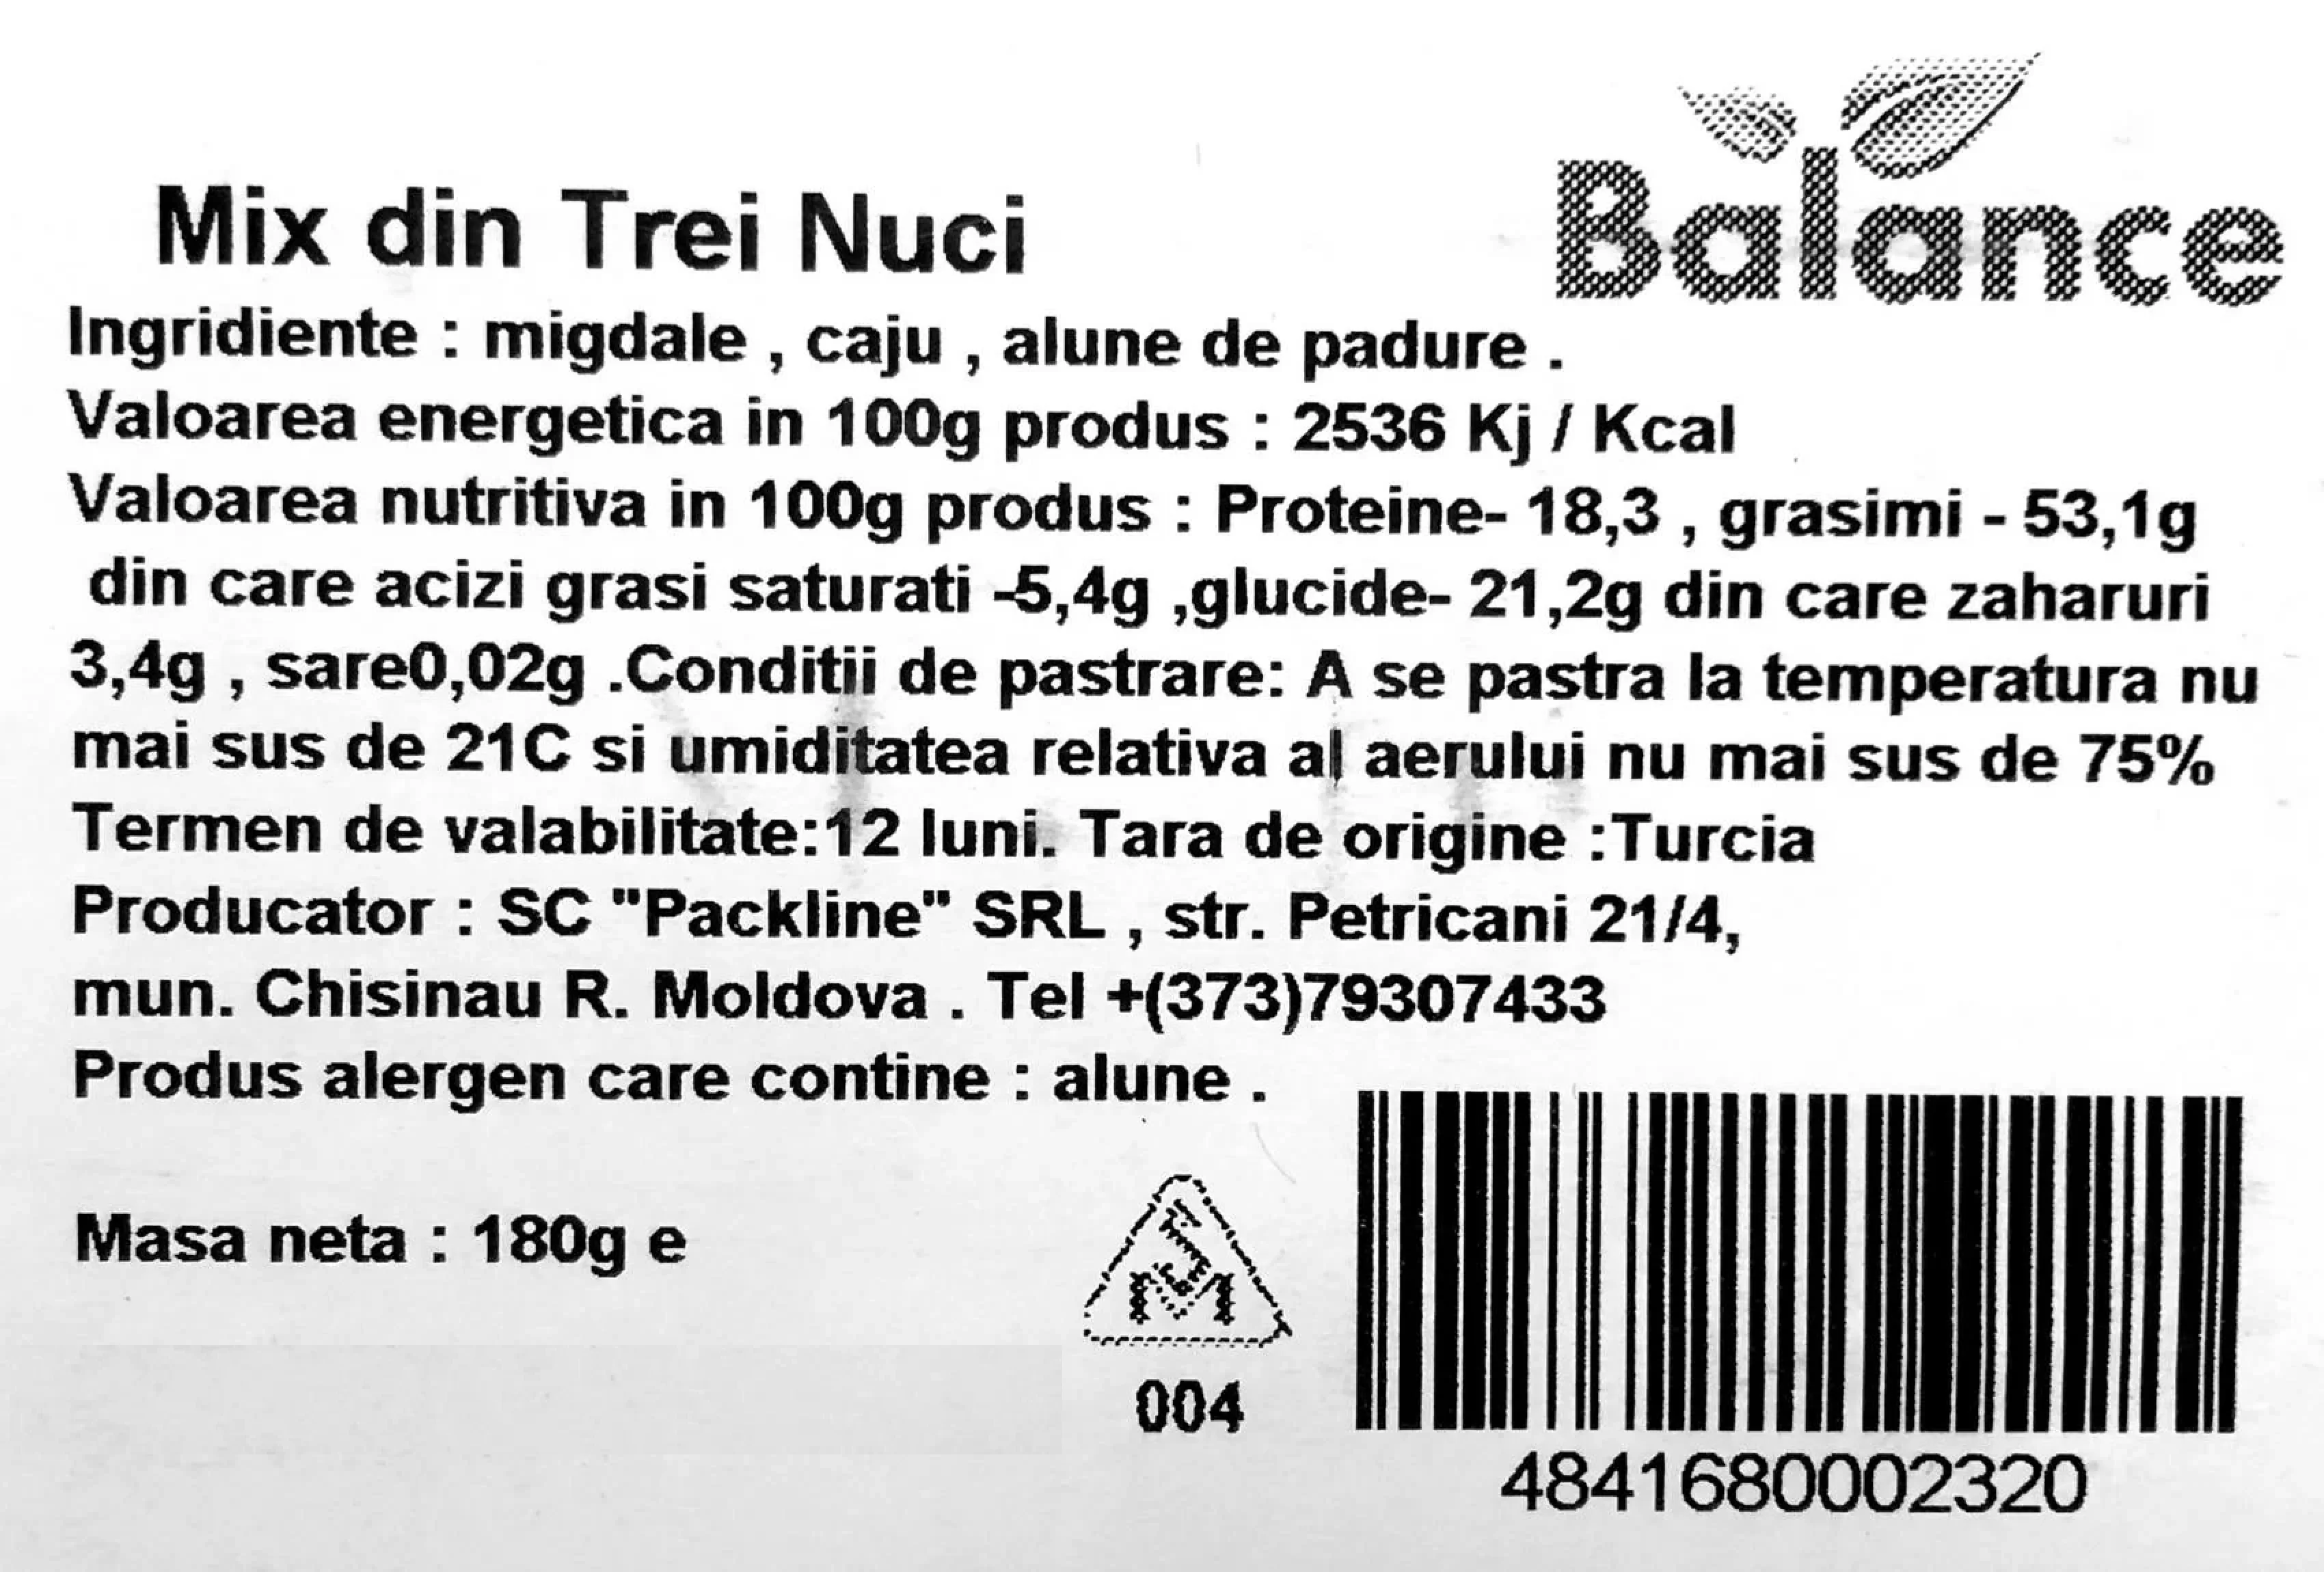 Balance
Mix din Trei Nuci
Ingridiente : migdale , caju , alune de padure .
Valoarea energetica in 100g produs : 2536 Kj / Kcal
Valoarea nutritiva in 100g produs : Proteine- 18,3 , grasimi - 53,1g
din care acizi grasi saturati -5,4g ,glucide- 21,2g din care zaharuri
3,4g , sare0,02g .Conditii de pastrare: A se pastra la temperatura nu
mai sus de 21C si umiditatea relativa al aerului nu mai sus de 75%
Termen de valabilitate:12 luni. Tara de origine :Turcia
Producator : SC "Packline" SRL , str. Petricani 21/4,
mun. Chisinau R. Moldova . Tel +(373)79307433
Produs alergen care contine : alune .
Masa neta : 180g e
SM
004
4841680002320